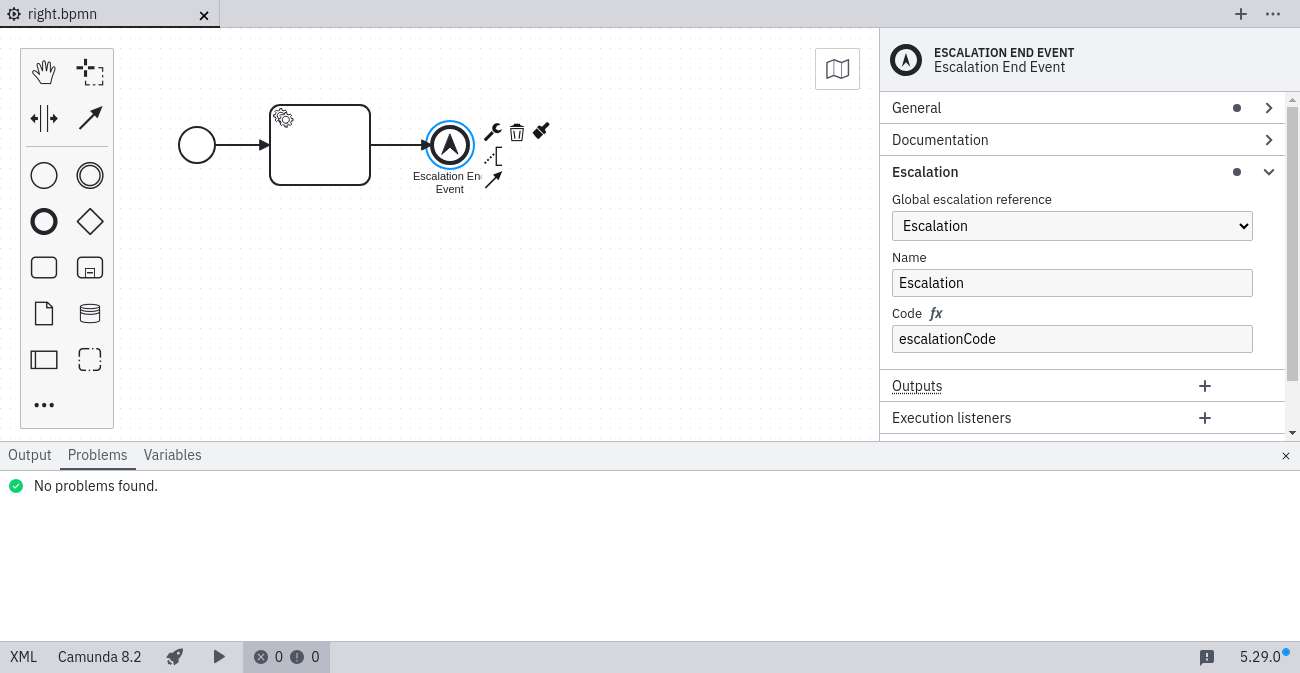 right.bpmn
ESCALATION END EVENT
Escalation End Event
General
Documentation
Escalation
Global escalation reference
Escalation
Name
Escalation
Code fx
escalationCode
Outputs
Execution listeners
Escalation En
Event
Output Problems Variables
No problems found.
XML Camunda 8.2 0 0 5.29.0